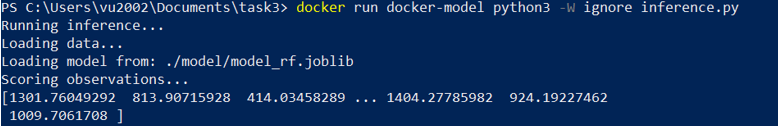 PS C:\Users\vu2002\Documents\task3> docker run docker-model python3 -W ignore inference.py
Running inference...
Loading data...
Loading model from: ./model/model_rf.joblib
Scoring observations...
[1301.76049292  813.90715928  414.03458289 ... 1404.27785982  924.19227462
 1009.7061708 ]